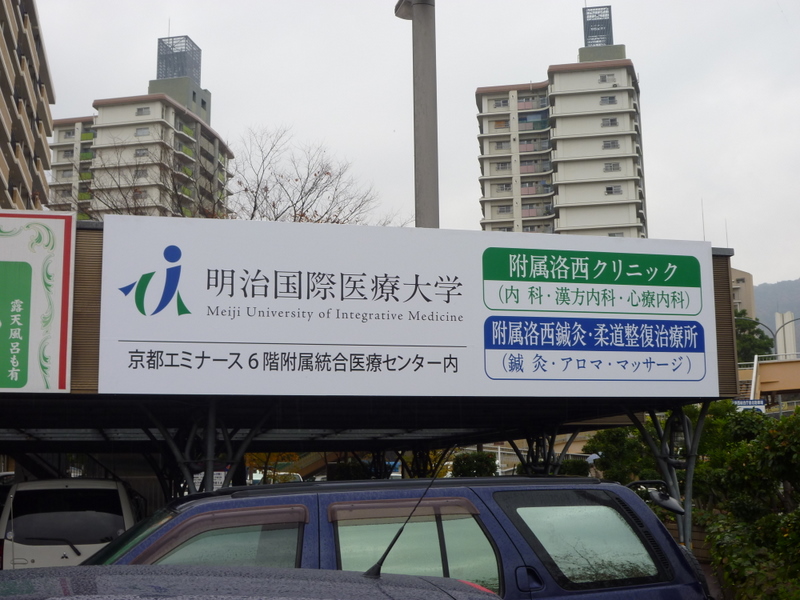 明治国際医療大学
Meiji University of Integrative Medicine
京都エミナース6階附属統合医療センター内
附属洛西クリニック
(内科・漢方内科・心療内科)
附属洛西鍼灸・柔道整復治療所
(鍼灸・アロマ・マッサージ)
露天風呂も有